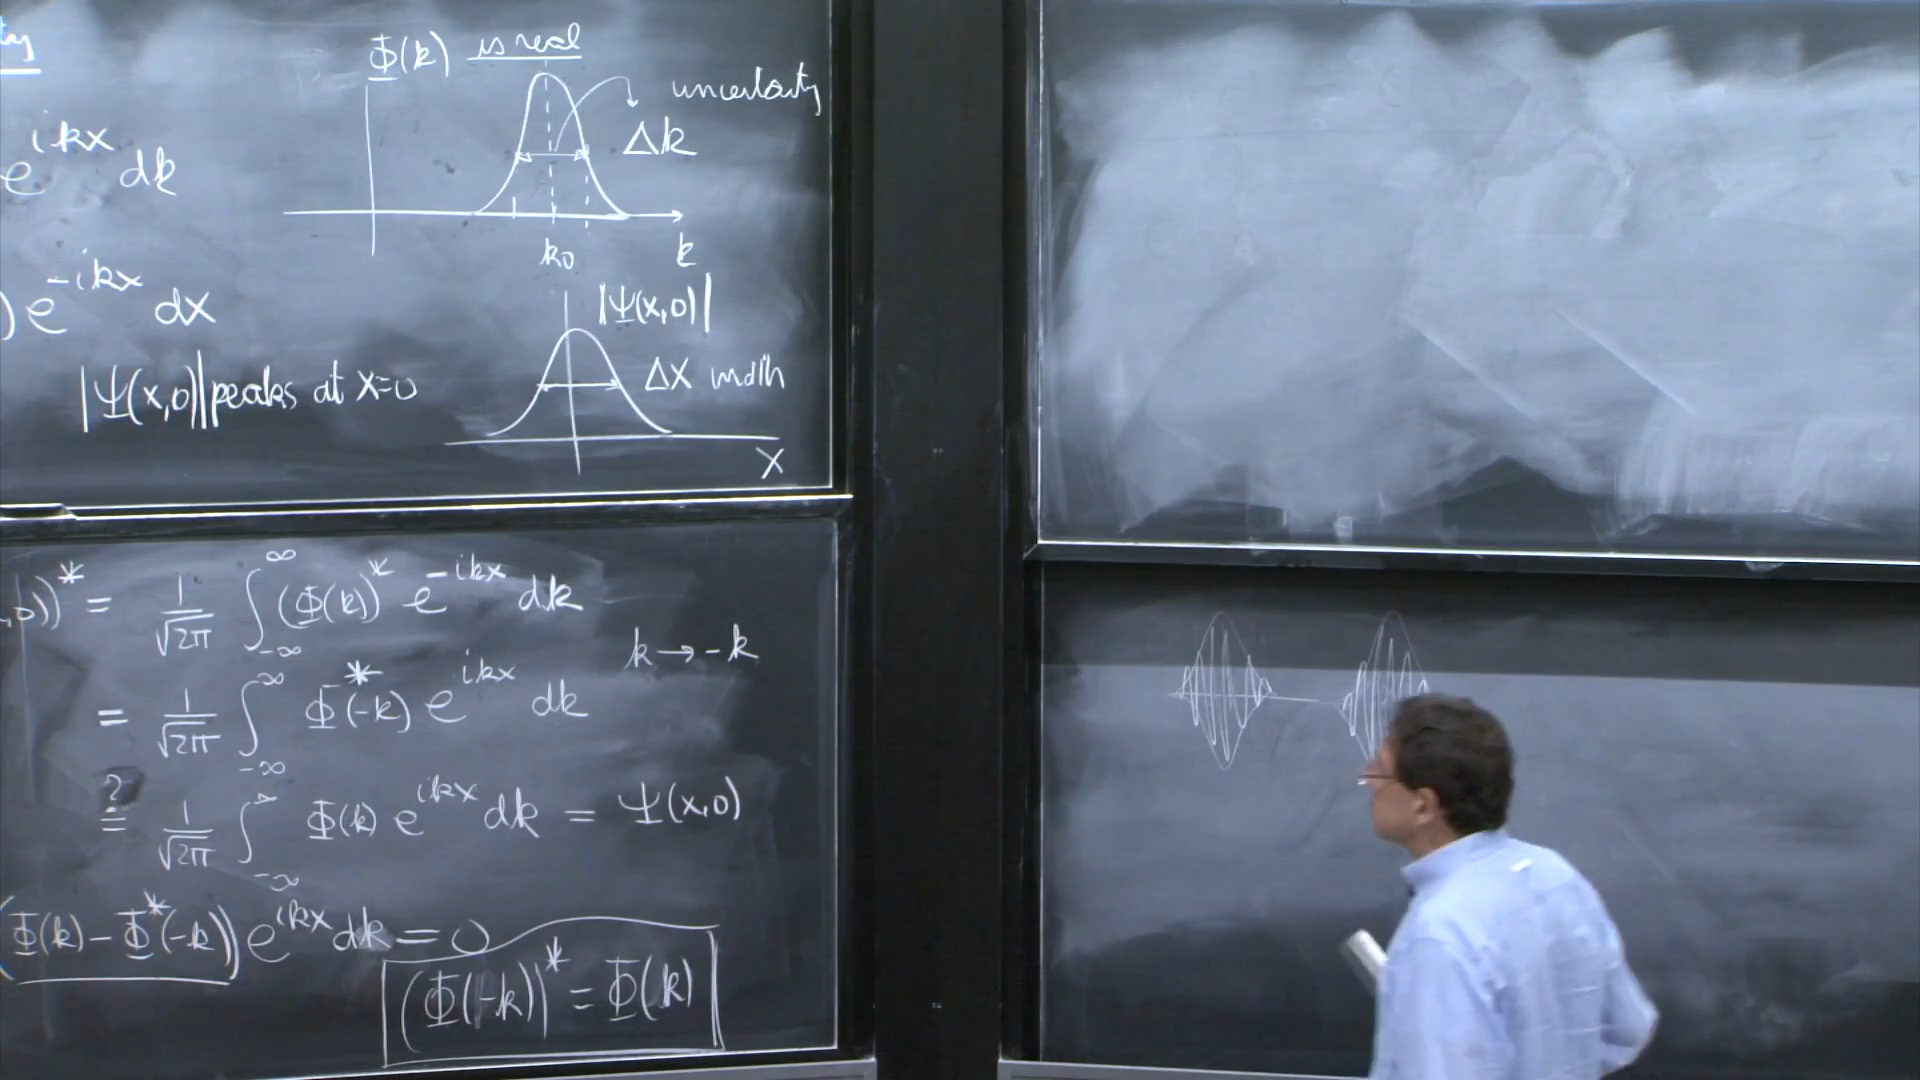 Φ(k) is real
uncertainty
Δk
e^{ikx} dk
k₀ k
) e^{-ikx} dx
|Ψ(x,0)|
|Ψ(x,0)| peaks at x=0
Δx width
x
,0))^* = 1/√2π ∫_{-∞}^{∞} (Φ(k))^* e^{-ikx} dk
k → -k
= 1/√2π ∫_{-∞}^{∞} Φ^*(-k) e^{ikx} dk
?= 1/√2π ∫_{-∞}^{∞} Φ(k) e^{ikx} dk = Ψ(x,0)
(Φ(k) - Φ^*(-k)) e^{ikx} dk = 0
(Φ(-k))^* = Φ(k)